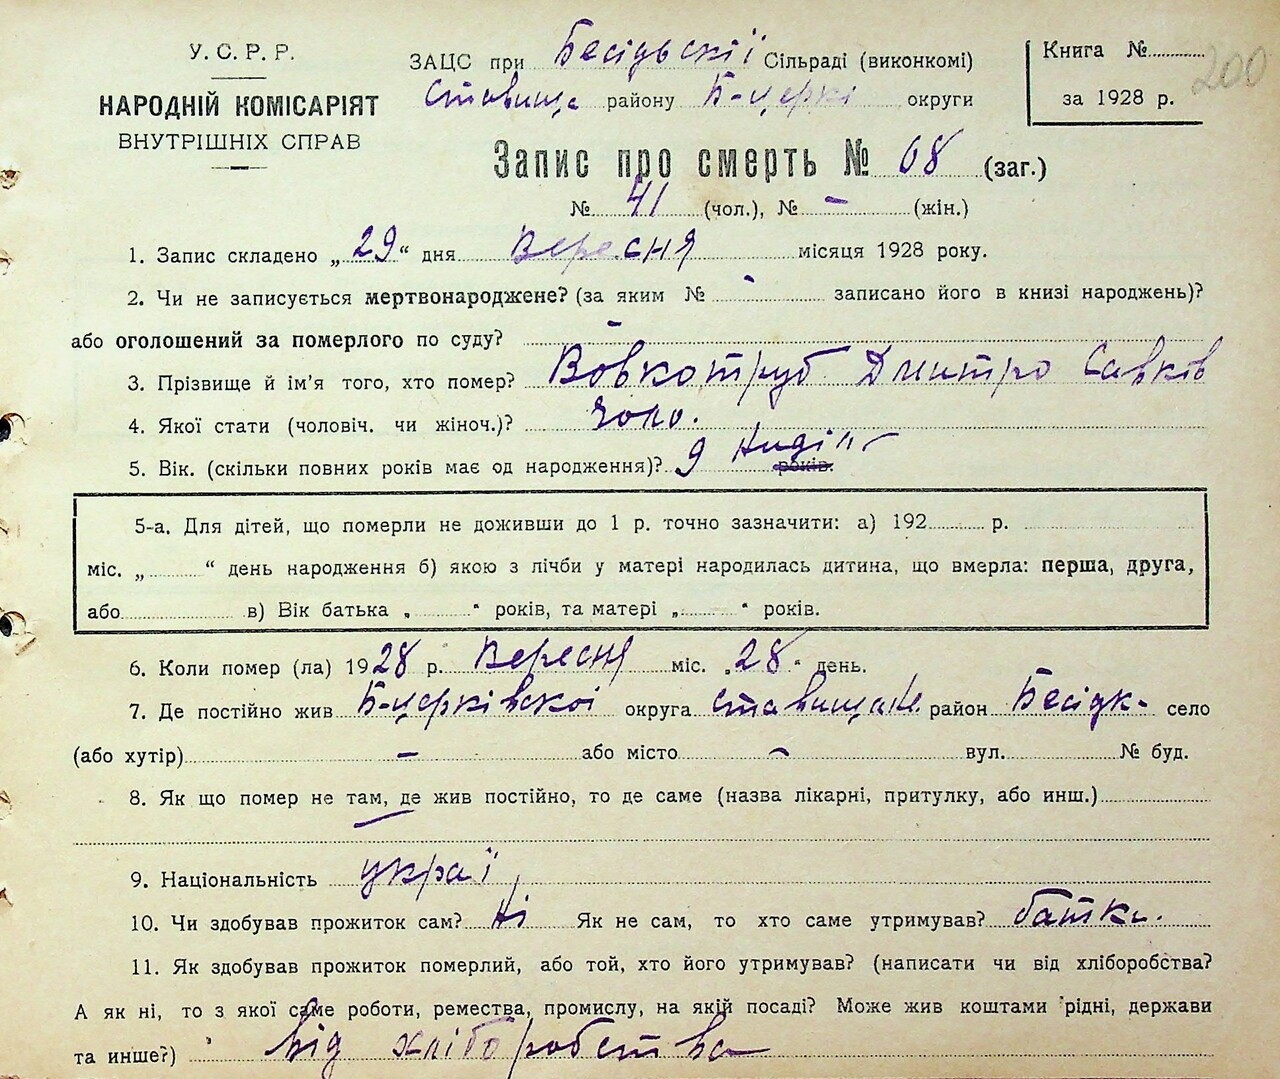 У.С.Р.Р.
НАРОДНІЙ КОМІСАРІЯТ
ВНУТРІШНІХ СПРАВ
ЗАЦС при Бесідьскії Сільраді (виконкомі)
Ставища району Б-церкі округи
Книга №
200
за 1928 р.
Запис про смерть № 68 (заг.)
№ 41 (чол.), № - (жін.)
1. Запис складено „29“ дня Вересня місяця 1928 року.
2. Чи не записується мертвонароджене? (за яким № - записано його в книзі народжень)?
або оголошений за померлого по суду? -
3. Прізвище й ім’я того, хто помер? Вовкотруб Дмитро Савков
4. Якої стати (чоловіч. чи жіноч.)? чоло.
5. Вік. (скільки повних років має од народження)? 9 років.
5-а. Для дітей, що померли не доживши до 1 р. точно зазначити: а) 192 р.
міс. „ “ день народження б) якою з лічби у матері народилась дитина, що вмерла: перша, друга,
або в) Вік батька „ “ років, та матері „ “ років.
6. Коли помер (ла) 1928 р. Вересня міс. „28“ день.
7. Де постійно жив Б-церківскої округа район Бесідк- село
(або хутір) - або місто - вул. № буд.
8. Як що помер не там, де жив постійно, то де саме (назва лікарні, притулку, або инш.)
9. Національність украї
10. Чи здобував прожиток сам? Ні Як не сам, то хто саме утримував? батьк.
11. Як здобував прожиток померлий, або той, хто його утримував? (написати чи від хліборобства?
А як ні, то з якої саме роботи, ремества, промислу, на якій посаді? Може жив коштами рідні, держави
та инше?) від хліборобства